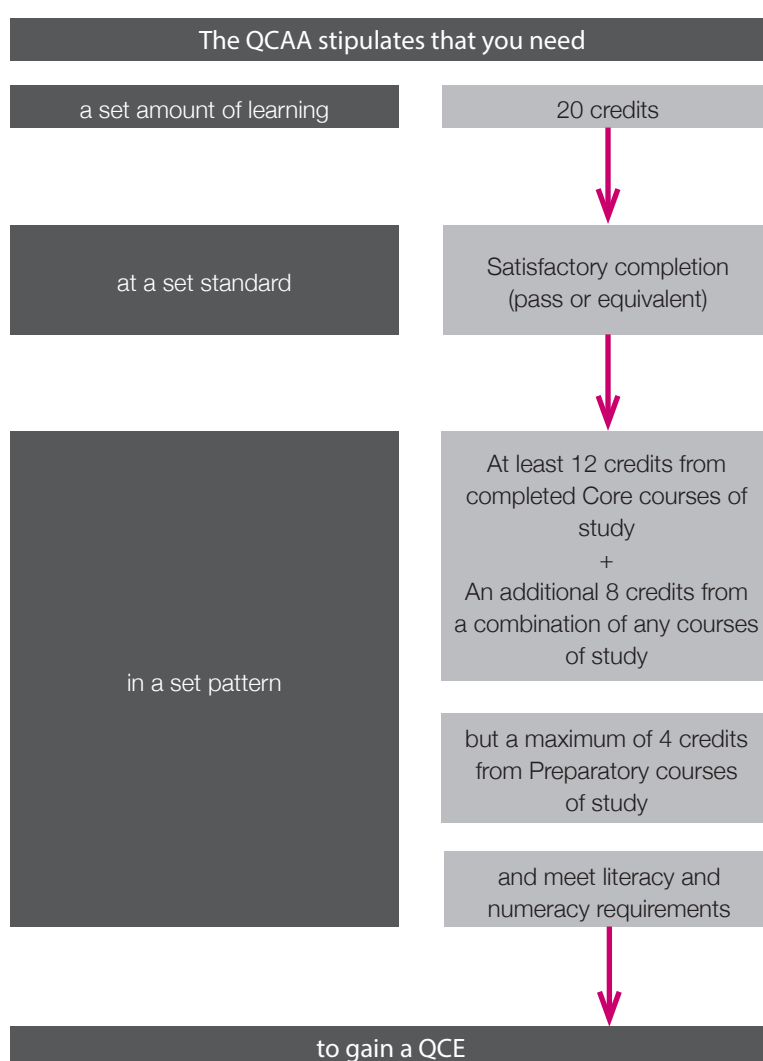 The QCAA stipulates that you need
a set amount of learning
20 credits
at a set standard
Satisfactory completion
(pass or equivalent)
in a set pattern
At least 12 credits from
completed Core courses of
study
+
An additional 8 credits from
a combination of any courses
of study
but a maximum of 4 credits
from Preparatory courses
of study
and meet literacy and
numeracy requirements
to gain a QCE